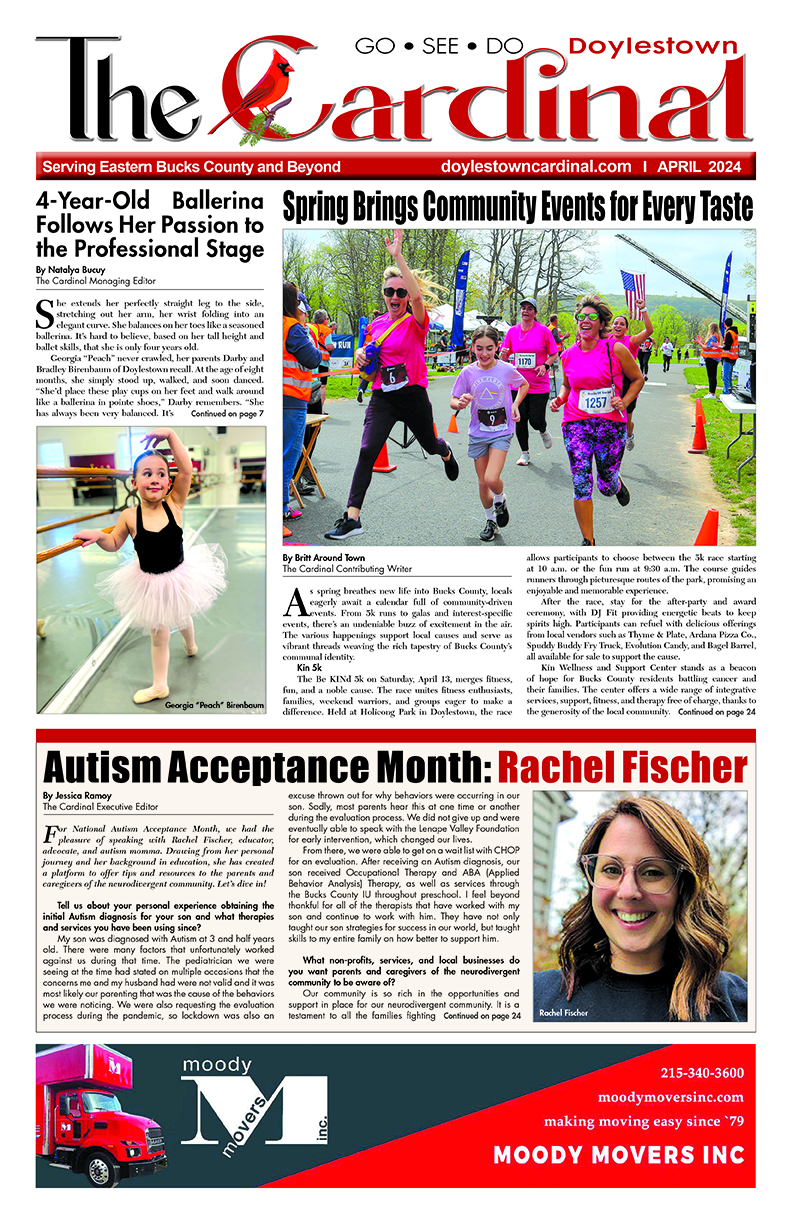 GO • SEE • DO Doylestown
The Cardinal
Serving Eastern Bucks County and Beyond
doylestowncardinal.com I APRIL 2024
4-Year-Old Ballerina
Follows Her Passion to
the Professional Stage
By Natalya Bucuy
The Cardinal Managing Editor
She extends her perfectly straight leg to the side,
stretching out her arm, her wrist folding into an
elegant curve. She balances on her toes like a seasoned
ballerina. It's hard to believe, based on her tall height and
ballet skills, that she is only four years old.
Georgia "Peach" never crawled, her parents Darby and
Bradley Birenbaum of Doylestown recall. At the age of eight
months, she simply stood up, walked, and soon danced.
"She'd place these play cups on her feet and walk around
like a ballerina in pointe shoes," Darby remembers. "She
has always been very balanced. It's Continued on page 7
Georgia "Peach" Birenbaum
Spring Brings Community Events for Every Taste
RUN
6
9
1170
1257
By Britt Around Town
The Cardinal Contributing Writer
As spring breathes new life into Bucks County, locals
eagerly await a calendar full of community-driven
events. From 5k runs to galas and interest-specific
events, there's an undeniable buzz of excitement in the air.
The various happenings support local causes and serve as
vibrant threads weaving the rich tapestry of Bucks County's
communal identity.
Kin 5k
The Be KINd 5k on Saturday, April 13, merges fitness,
fun, and a noble cause. The race unites fitness enthusiasts,
families, weekend warriors, and groups eager to make a
difference. Held at Holicong Park in Doylestown, the race
allows participants to choose between the 5k race starting
at 10 a.m. or the fun run at 9:30 a.m. The course guides
runners through picturesque routes of the park, promising an
enjoyable and memorable experience.
After the race, stay for the after-party and award
ceremony, with DJ Fit providing energetic beats to keep
spirits high. Participants can refuel with delicious offerings
from local vendors such as Thyme & Plate, Ardana Pizza Co.,
Spuddy Buddy Fry Truck, Evolution Candy, and Bagel Barrel,
all available for sale to support the cause.
Kin Wellness and Support Center stands as a beacon
of hope for Bucks County residents battling cancer and
their families. The center offers a wide range of integrative
services, support, fitness, and therapy free of charge, thanks to
the generosity of the local community. Continued on page 24
Autism Acceptance Month: Rachel Fischer
By Jessica Ramoy
The Cardinal Executive Editor
For National Autism Acceptance Month, we had the
pleasure of speaking with Rachel Fischer, educator,
advocate, and autism momma. Drawing from her personal
journey and her background in education, she has created
a platform to offer tips and resources to the parents and
caregivers of the neurodivergent community. Let's dice in!
Tell us about your personal experience obtaining the
initial Autism diagnosis for your son and what therapies
and services you have been using since?
My son was diagnosed with Autism at 3 and half years
old. There were many factors that unfortunately worked
against us during that time. The pediatrician we were
seeing at the time had stated on multiple occasions that the
concerns me and my husband had were not valid and it was
most likely our parenting that was the cause of the behaviors
we were noticing. We were also requesting the evaluation
process during the pandemic, so lockdown was also an
excuse thrown out for why behaviors were occurring in our
son. Sadly, most parents hear this at one time or another
during the evaluation process. We did not give up and were
eventually able to speak with the Lenape Valley Foundation
for early intervention, which changed our lives.
From there, we were able to get on a wait list with CHOP
for an evaluation. After receiving an Autism diagnosis, our
son received Occupational Therapy and ABA (Applied
Behavior Analysis) Therapy, as well as services through
the Bucks County IU throughout preschool. I feel beyond
thankful for all of the therapists that have worked with my
son and continue to work with him. They have not only
taught our son strategies for success in our world, but taught
skills to my entire family on how better to support him.
What non-profits, services, and local businesses do
you want parents and caregivers of the neurodivergent
community to be aware of?
Our community is so rich in the opportunities and
support in place for our neurodivergent community. It is a
testament to all the families fighting Continued on page 24
Rachel Fischer
moody
M
movers
inc.
215-340-3600
moodymoversinc.com
making moving easy since `79
MOODY MOVERS INC